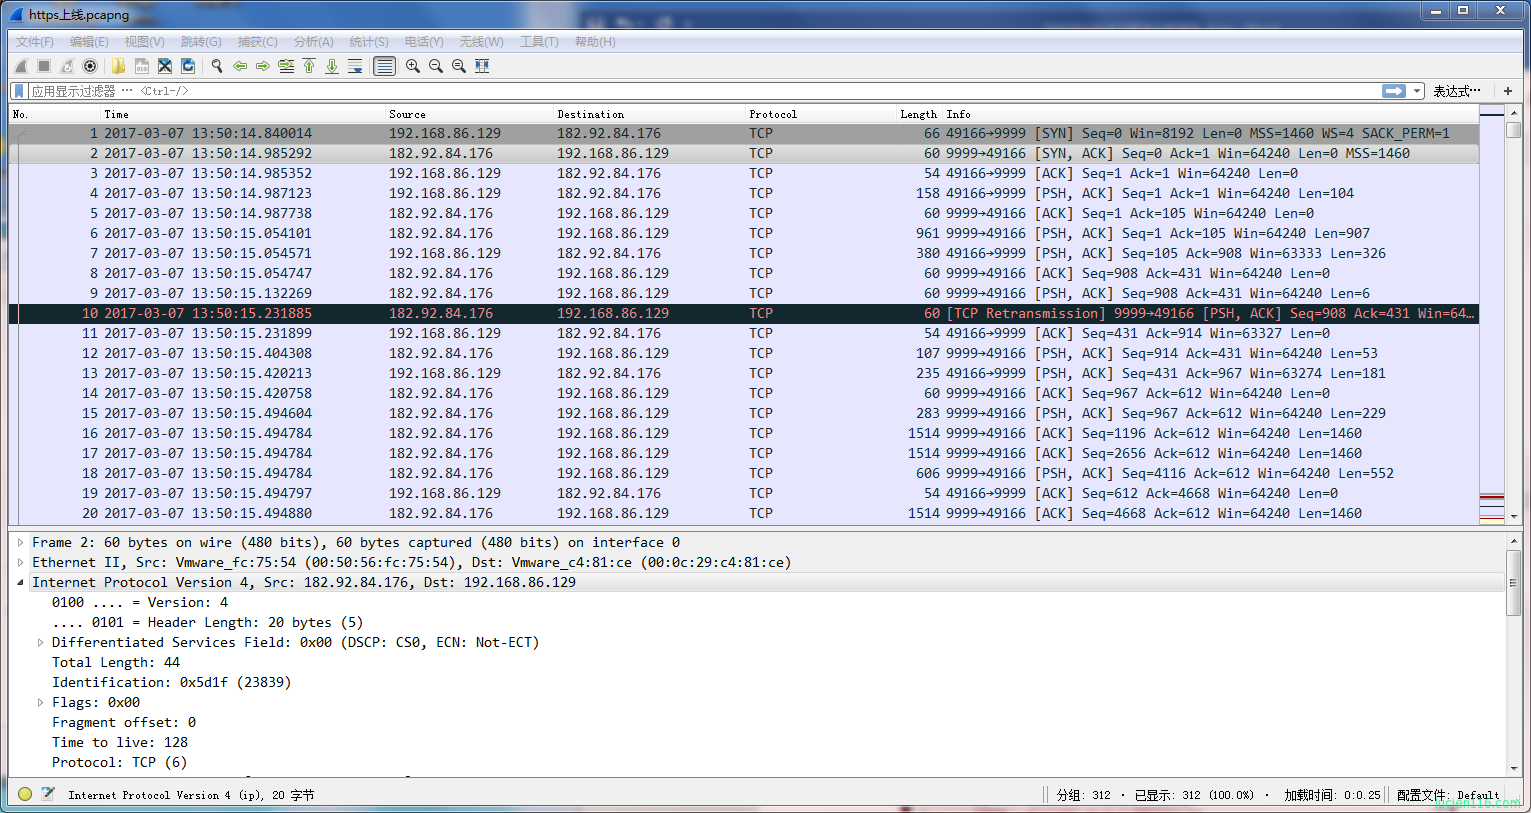 https上线.pcapng
文件(F) 编辑(E) 视图(V) 跳转(G) 捕获(C) 分析(A) 统计(S) 电话(Y) 无线(W) 工具(T) 帮助(H)
应用显示过滤器 … <Ctrl-/> 表达式… +
No. Time Source Destination Protocol Length Info
1 2017-03-07 13:50:14.840014 192.168.86.129 182.92.84.176 TCP 66 49166→9999 [SYN] Seq=0 Win=8192 Len=0 MSS=1460 WS=4 SACK_PERM=1
2 2017-03-07 13:50:14.985292 182.92.84.176 192.168.86.129 TCP 60 9999→49166 [SYN, ACK] Seq=0 Ack=1 Win=64240 Len=0 MSS=1460
3 2017-03-07 13:50:14.985352 192.168.86.129 182.92.84.176 TCP 54 49166→9999 [ACK] Seq=1 Ack=1 Win=64240 Len=0
4 2017-03-07 13:50:14.987123 192.168.86.129 182.92.84.176 TCP 158 49166→9999 [PSH, ACK] Seq=1 Ack=1 Win=64240 Len=104
5 2017-03-07 13:50:14.987738 182.92.84.176 192.168.86.129 TCP 60 9999→49166 [ACK] Seq=1 Ack=105 Win=64240 Len=0
6 2017-03-07 13:50:15.054101 182.92.84.176 192.168.86.129 TCP 961 9999→49166 [PSH, ACK] Seq=1 Ack=105 Win=64240 Len=907
7 2017-03-07 13:50:15.054571 192.168.86.129 182.92.84.176 TCP 380 49166→9999 [PSH, ACK] Seq=105 Ack=908 Win=63333 Len=326
8 2017-03-07 13:50:15.054747 182.92.84.176 192.168.86.129 TCP 60 9999→49166 [ACK] Seq=908 Ack=431 Win=64240 Len=0
9 2017-03-07 13:50:15.132269 182.92.84.176 192.168.86.129 TCP 60 9999→49166 [PSH, ACK] Seq=908 Ack=431 Win=64240 Len=6
10 2017-03-07 13:50:15.231885 182.92.84.176 192.168.86.129 TCP 60 [TCP Retransmission] 9999→49166 [PSH, ACK] Seq=908 Ack=431 Win=64…
11 2017-03-07 13:50:15.231899 192.168.86.129 182.92.84.176 TCP 54 49166→9999 [ACK] Seq=431 Ack=914 Win=63327 Len=0
12 2017-03-07 13:50:15.404308 182.92.84.176 192.168.86.129 TCP 107 9999→49166 [PSH, ACK] Seq=914 Ack=431 Win=64240 Len=53
13 2017-03-07 13:50:15.420213 192.168.86.129 182.92.84.176 TCP 235 49166→9999 [PSH, ACK] Seq=431 Ack=967 Win=63274 Len=181
14 2017-03-07 13:50:15.420758 182.92.84.176 192.168.86.129 TCP 60 9999→49166 [ACK] Seq=967 Ack=612 Win=64240 Len=0
15 2017-03-07 13:50:15.494604 182.92.84.176 192.168.86.129 TCP 283 9999→49166 [PSH, ACK] Seq=967 Ack=612 Win=64240 Len=229
16 2017-03-07 13:50:15.494784 182.92.84.176 192.168.86.129 TCP 1514 9999→49166 [ACK] Seq=1196 Ack=612 Win=64240 Len=1460
17 2017-03-07 13:50:15.494784 182.92.84.176 192.168.86.129 TCP 1514 9999→49166 [ACK] Seq=2656 Ack=612 Win=64240 Len=1460
18 2017-03-07 13:50:15.494784 182.92.84.176 192.168.86.129 TCP 606 9999→49166 [PSH, ACK] Seq=4116 Ack=612 Win=64240 Len=552
19 2017-03-07 13:50:15.494797 192.168.86.129 182.92.84.176 TCP 54 49166→9999 [ACK] Seq=612 Ack=4668 Win=64240 Len=0
20 2017-03-07 13:50:15.494880 182.92.84.176 192.168.86.129 TCP 1514 9999→49166 [ACK] Seq=4668 Ack=612 Win=64240 Len=1460
Frame 2: 60 bytes on wire (480 bits), 60 bytes captured (480 bits) on interface 0
Ethernet II, Src: Vmware_fc:75:54 (00:50:56:fc:75:54), Dst: Vmware_c4:81:ce (00:0c:29:c4:81:ce)
Internet Protocol Version 4, Src: 182.92.84.176, Dst: 192.168.86.129
0100 .... = Version: 4
.... 0101 = Header Length: 20 bytes (5)
Differentiated Services Field: 0x00 (DSCP: CS0, ECN: Not-ECT)
Total Length: 44
Identification: 0x5d1f (23839)
Flags: 0x00
Fragment offset: 0
Time to live: 128
Protocol: TCP (6)
Internet Protocol Version 4 (ip), 20 字节 分组: 312 · 已显示: 312 (100.0%) · 加载时间: 0:0.25 配置文件: Default